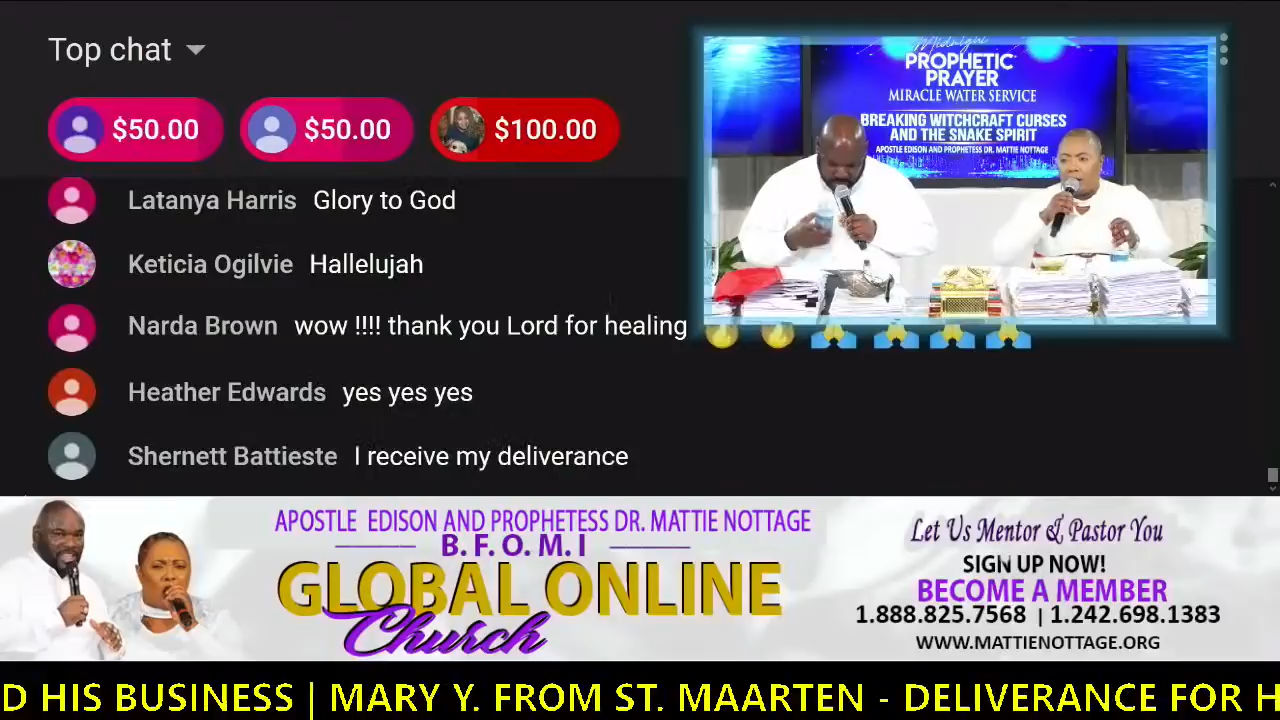 Top chat
$50.00
$50.00
$100.00
Latanya Harris Glory to God
Keticia Ogilvie Hallelujah
Narda Brown wow !!!! thank you Lord for healing
Heather Edwards yes yes yes
Shernett Battieste I receive my deliverance
Midnight
PROPHETIC
PRAYER
MIRACLE WATER SERVICE
BREAKING WITCHCRAFT CURSES
AND THE SNAKE SPIRIT
APOSTLE EDISON AND PROPHETESS DR. MATTIE NOTTAGE
APOSTLE EDISON AND PROPHETESS DR. MATTIE NOTTAGE
B. F. O. M. I
GLOBAL ONLINE
Church
Let Us Mentor & Pastor You
SIGN UP NOW!
BECOME A MEMBER
1.888.825.7568 | 1.242.698.1383
WWW.MATTIENOTTAGE.ORG
D HIS BUSINESS | MARY Y. FROM ST. MAARTEN - DELIVERANCE FOR H